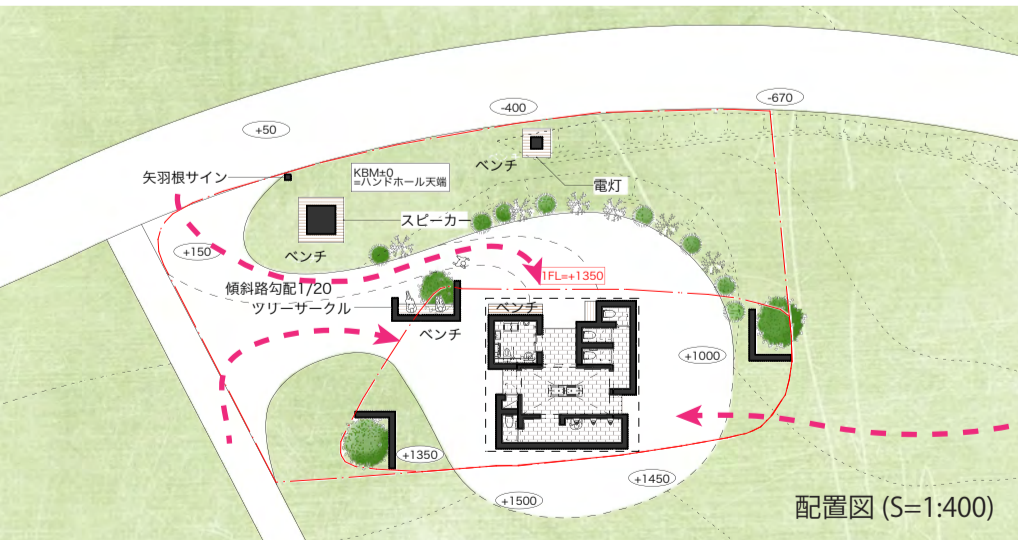 -670
-400
+50
ベンチ
矢羽根サイン
KBM±0
=ハンドホール天端
電灯
スピーカー
+150
ベンチ
1FL=+1350
傾斜路勾配1/20
ツリーサークル
ベンチ
ベンチ
+1000
+1350
+1450
+1500
配置図 (S=1:400)